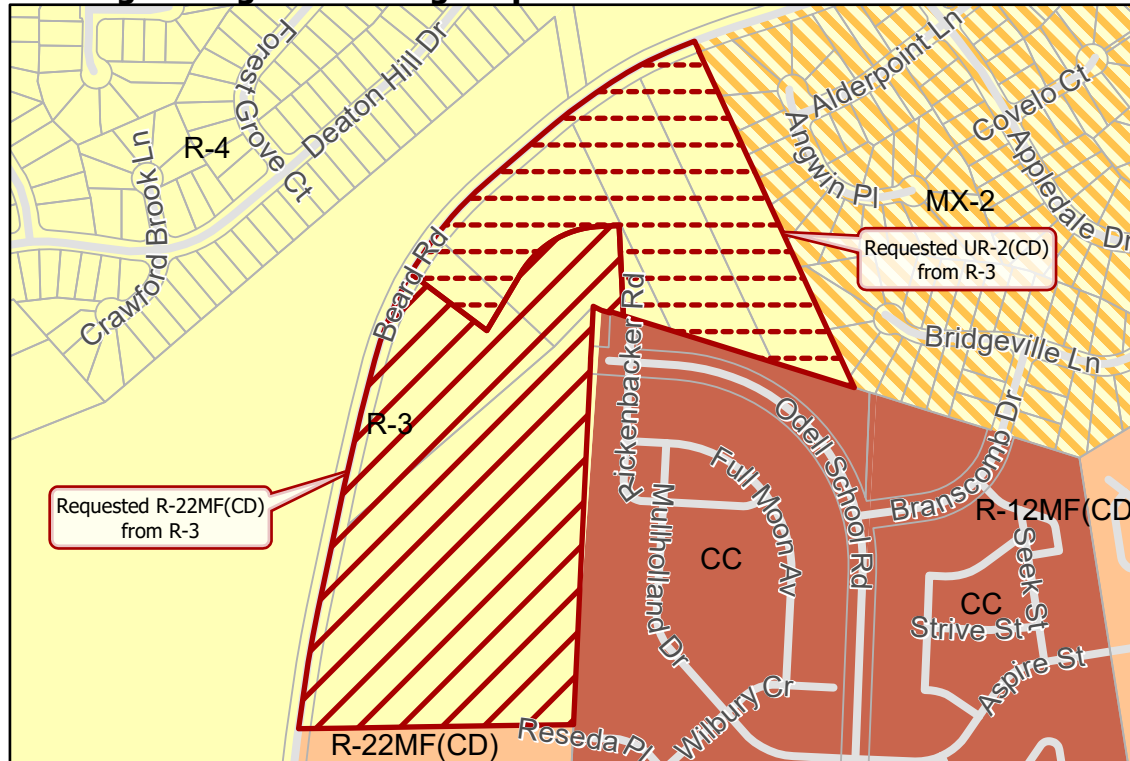 Forest Grove Ct
Deaton Hill Dr
R-4
Crawford Brook Ln
Alderpoint Ln
Covelo Ct
Angwin Pl
Appledale Dr
MX-2
Requested UR-2(CD)
from R-3
Beard Rd
Bridgeville Ln
Rickenbacker Rd
R-3
Odell School Rd
Branscomb Dr
Full Moon Av
Requested R-22MF(CD)
from R-3
R-12MF(CD
Mullholland Dr
CC
Seek St
CC
Strive St
Aspire St
Wilbury Cr
Reseda Pl
R-22MF(CD)